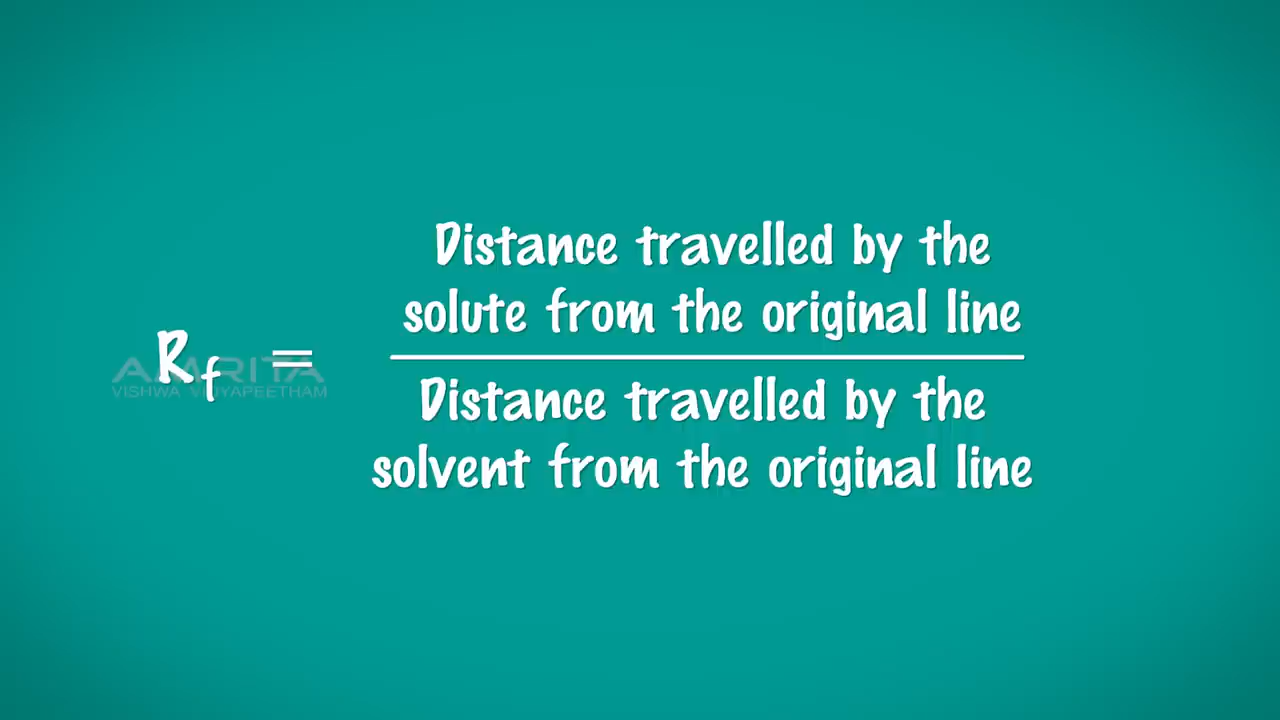 Distance travelled by the
solute from the original line
Rf =
Distance travelled by the
solvent from the original line
AMRITA
VISHWA VIDYAPEETHAM